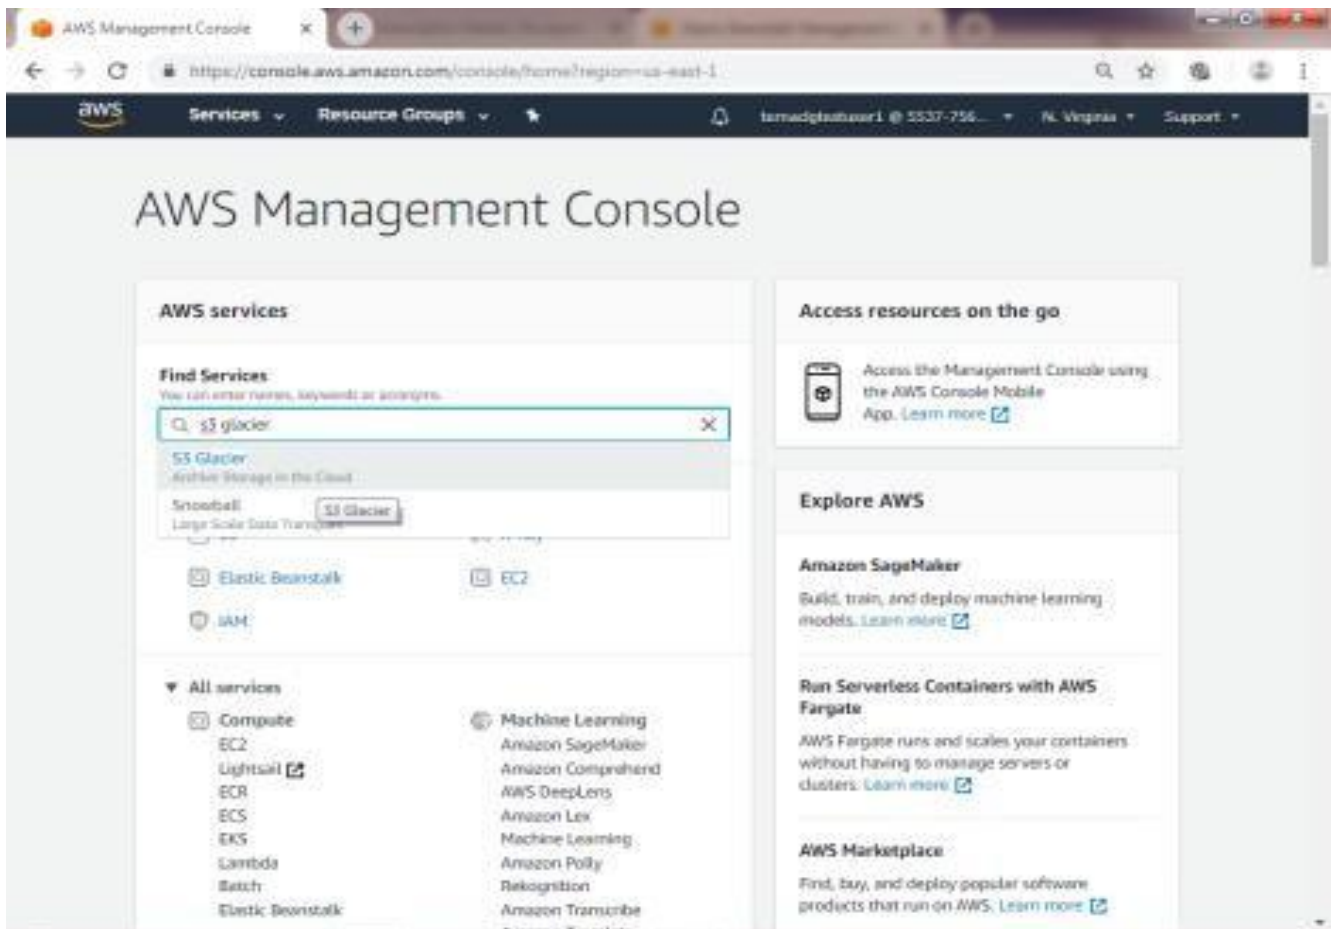 AWS Management Console
https://console.aws.amazon.com/console/home?region=us-east-1
aws Services Resource Groups N. Virginia Support
AWS Management Console
AWS services
Find Services
You can enter names, keywords or acronyms.
s3 glacier
S3 Glacier
Archive Storage in the Cloud
Snowball
Large Scale Data
S3 Glacier
Elastic Beanstalk
EC2
IAM
All services
Compute
EC2
Lightsail
ECR
ECS
EKS
Lambda
Batch
Elastic Beanstalk
Machine Learning
Amazon SageMaker
Amazon Comprehend
AWS DeepLens
Amazon Lex
Machine Learning
Amazon Polly
Rekognition
Amazon Transcribe
Access resources on the go
Access the Management Console using
the AWS Console Mobile
App. Learn more
Explore AWS
Amazon SageMaker
Build, train, and deploy machine learning
models. Learn more
Run Serverless Containers with AWS
Fargate
AWS Fargate runs and scales your containers
without having to manage servers or
clusters. Learn more
AWS Marketplace
Find, buy, and deploy popular software
products that run on AWS. Learn more